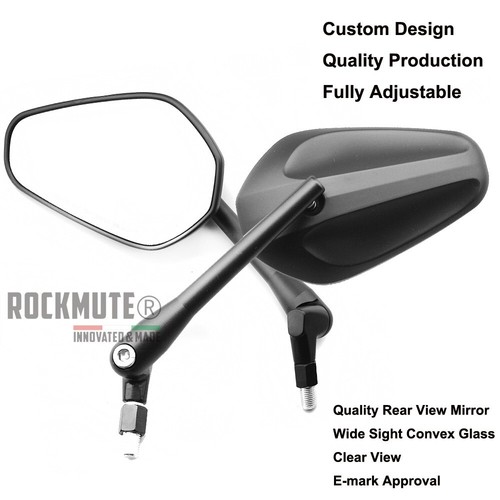 Custom Design
Quality Production
Fully Adjustable
ROCKMUTE®
INNOVATED & MADE
Quality Rear View Mirror
Wide Sight Convex Glass
Clear View
E-mark Approval